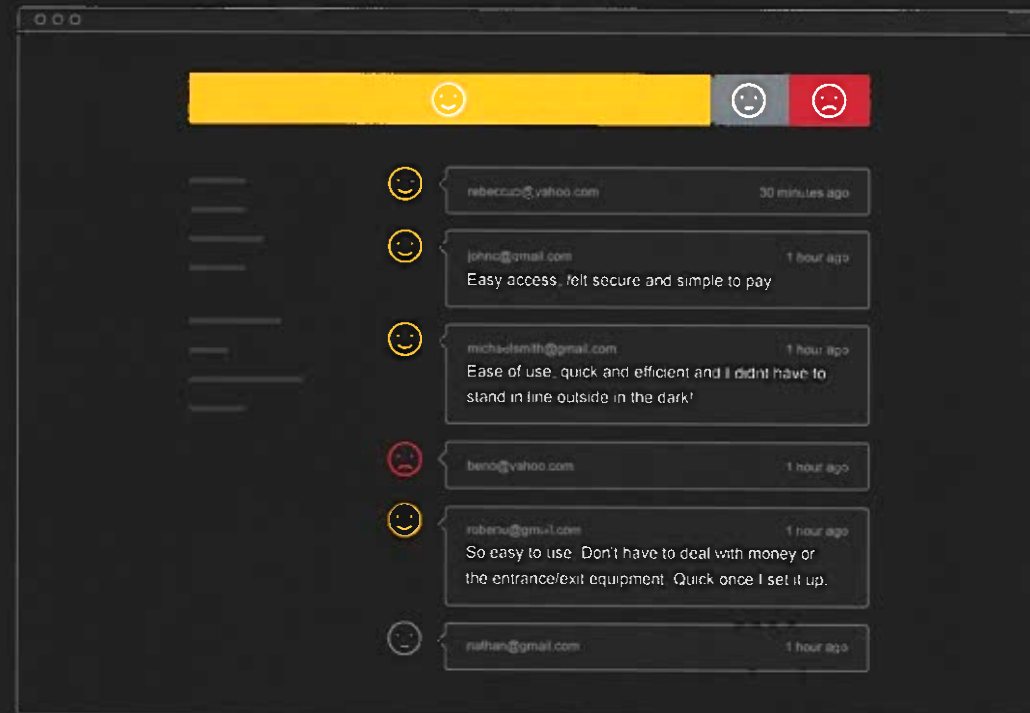 30 minutes ago
johnc@gmail.com 1 hour ago
Easy access, felt secure and simple to pay
michaelsmith@gmail.com 1 hour ago
Ease of use, quick and efficient and I didnt have to
stand in line outside in the dark!
beno@yahoo.com 1 hour ago
1 hour ago
So easy to use. Don't have to deal with money or
the entrance/exit equipment. Quick once I set it up.
nathan@gmail.com 1 hour ago